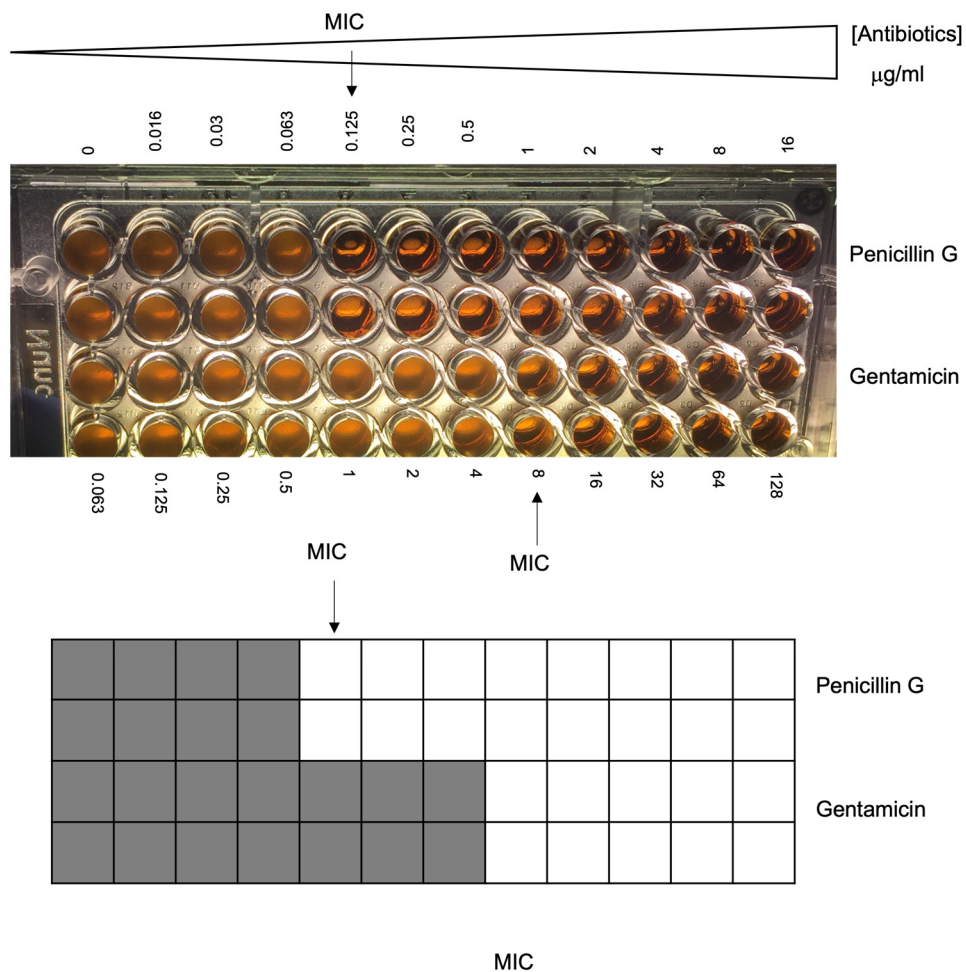 MIC
[Antibiotics]
μg/ml
0 0.016 0.03 0.063 0.125 0.25 0.5 1 2 4 8 16
Penicillin G
Gentamicin
Nunc
0.063 0.125 0.25 0.5 1 2 4 8 16 32 64 128
MIC
MIC
Penicillin G
Gentamicin
MIC